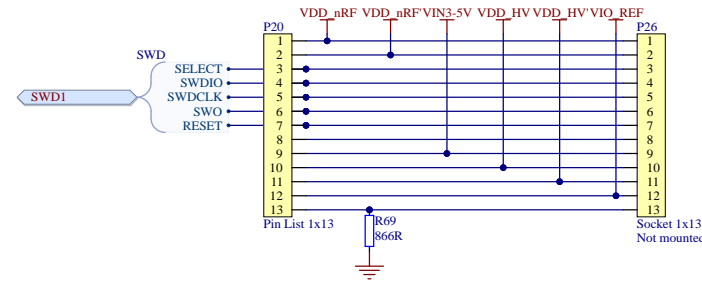 VDD_nRF VDD_nRF' VIN3-5V VDD_HV VDD_HV' VIO_REF
P20 P26
SWD
SWD1
SELECT
SWDIO
SWDCLK
SWO
RESET
1 1
2 2
3 3
4 4
5 5
6 6
7 7
8 8
9 9
10 10
11 11
12 12
13 13
Pin List 1x13 R69 Socket 1x13
866R Not mounted